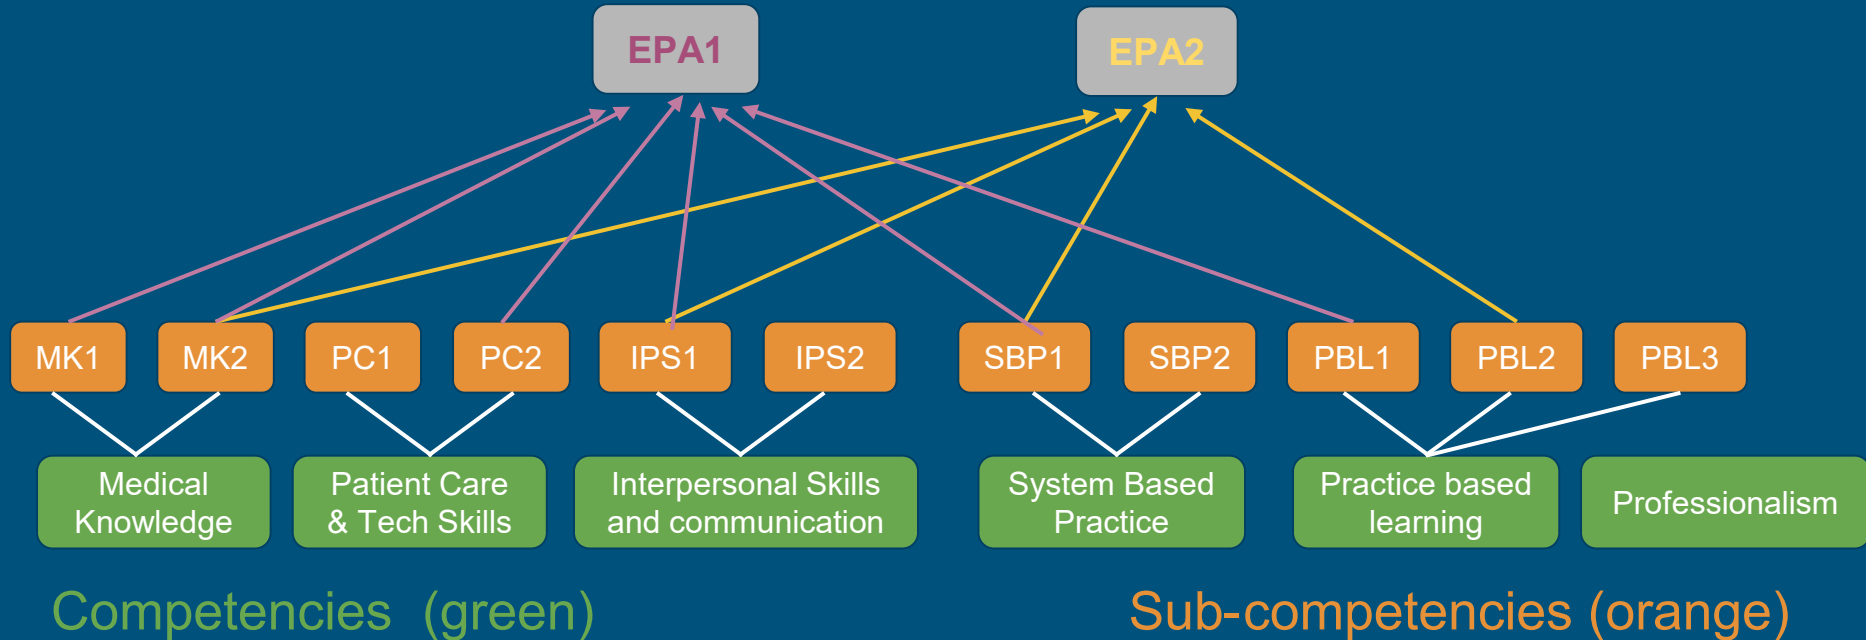 EPA1
EPA2
MK1
MK2
PC1
PC2
IPS1
IPS2
SBP1
SBP2
PBL1
PBL2
PBL3
Medical
Knowledge
Patient Care
& Tech Skills
Interpersonal Skills
and communication
System Based
Practice
Practice based
learning
Professionalism
Competencies (green)
Sub-competencies (orange)